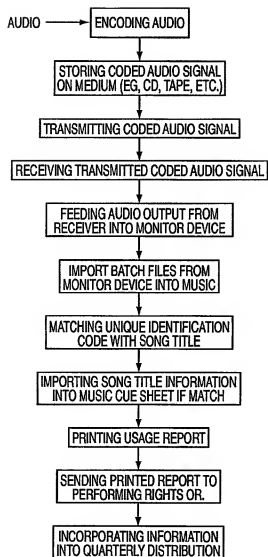 AUDIO
ENCODING AUDIO
STORING CODED AUDIO SIGNAL
ON MEDIUM (EG, CD, TAPE, ETC.)
TRANSMITTING CODED AUDIO SIGNAL
RECEIVING TRANSMITTED CODED AUDIO SIGNAL
FEEDING AUDIO OUTPUT FROM
RECEIVER INTO MONITOR DEVICE
IMPORT BATCH FILES FROM
MONITOR DEVICE INTO MUSIC
MATCHING UNIQUE IDENTIFICATION
CODE WITH SONG TITLE
IMPORTING SONG TITLE INFORMATION
INTO MUSIC CUE SHEET IF MATCH
PRINTING USAGE REPORT
SENDING PRINTED REPORT TO
PERFORMING RIGHTS OR.
INCORPORATING INFORMATION
INTO QUARTERLY DISTRIBUTION